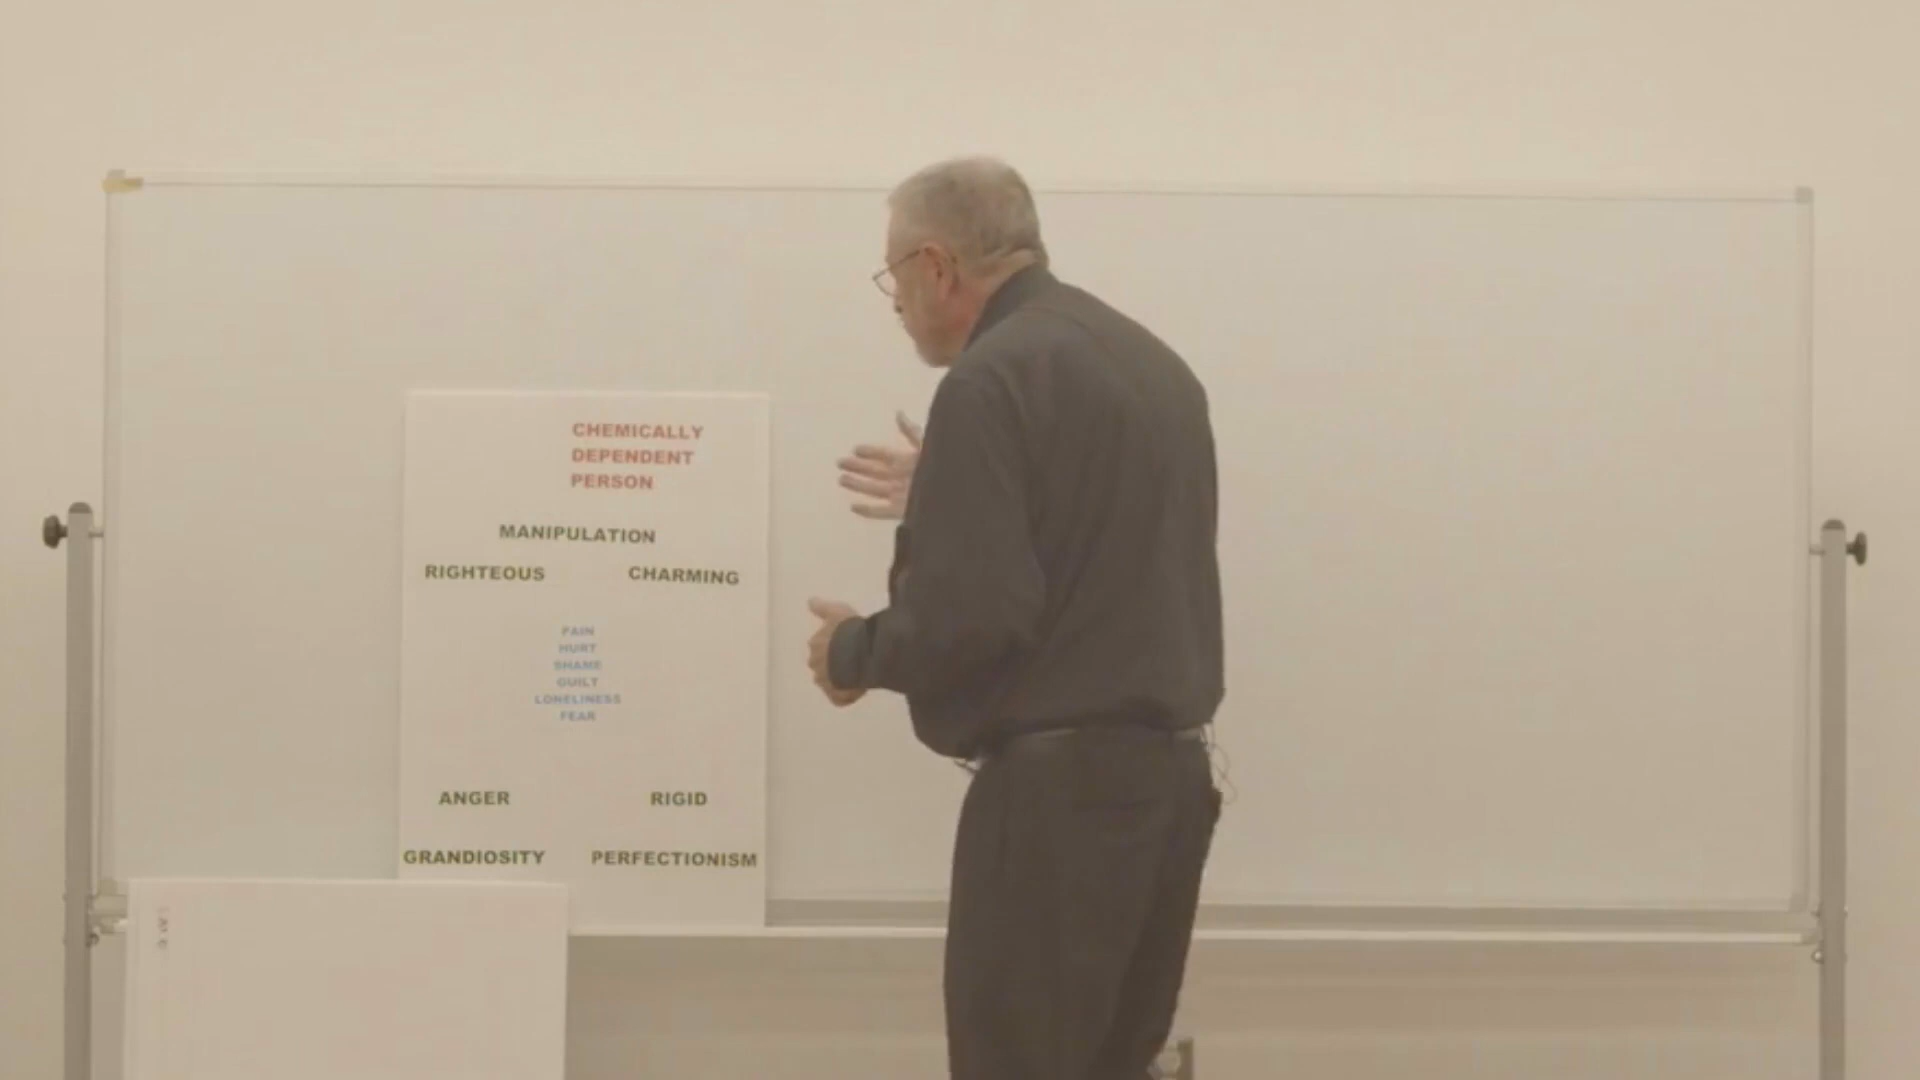 CHEMICALLY
DEPENDENT
PERSON
MANIPULATION
RIGHTEOUS CHARMING
PAIN
HURT
SHAME
GUILT
LONELINESS
FEAR
ANGER RIGID
GRANDIOSITY PERFECTIONISM